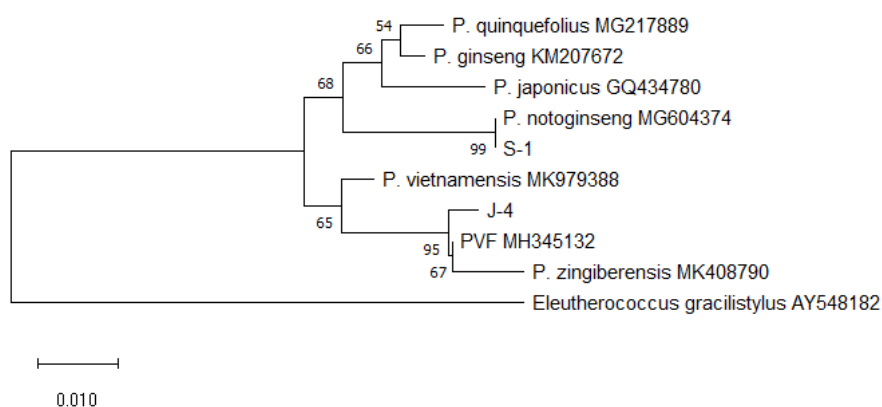 54
P. quinquefolius MG217889
66
P. ginseng KM207672
68
P. japonicus GQ434780
P. notoginseng MG604374
99
S-1
P. vietnamensis MK979388
65
J-4
95
PVF MH345132
67
P. zingiberensis MK408790
Eleutherococcus gracilistylus AY548182
0.010